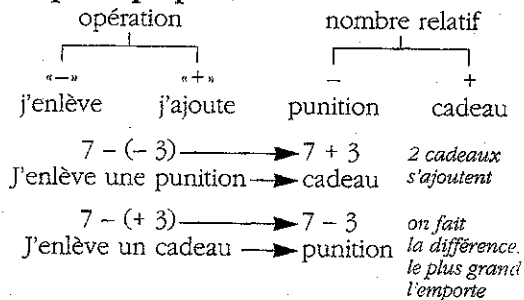 opération nombre relatif
«−» «+» − +
j'enlève j'ajoute punition cadeau
7 − (− 3) 7 + 3 2 cadeaux
J'enlève une punition cadeau s'ajoutent
7 − (+ 3) 7 − 3 on fait
J'enlève un cadeau punition la différence,
le plus grand
l'emporte